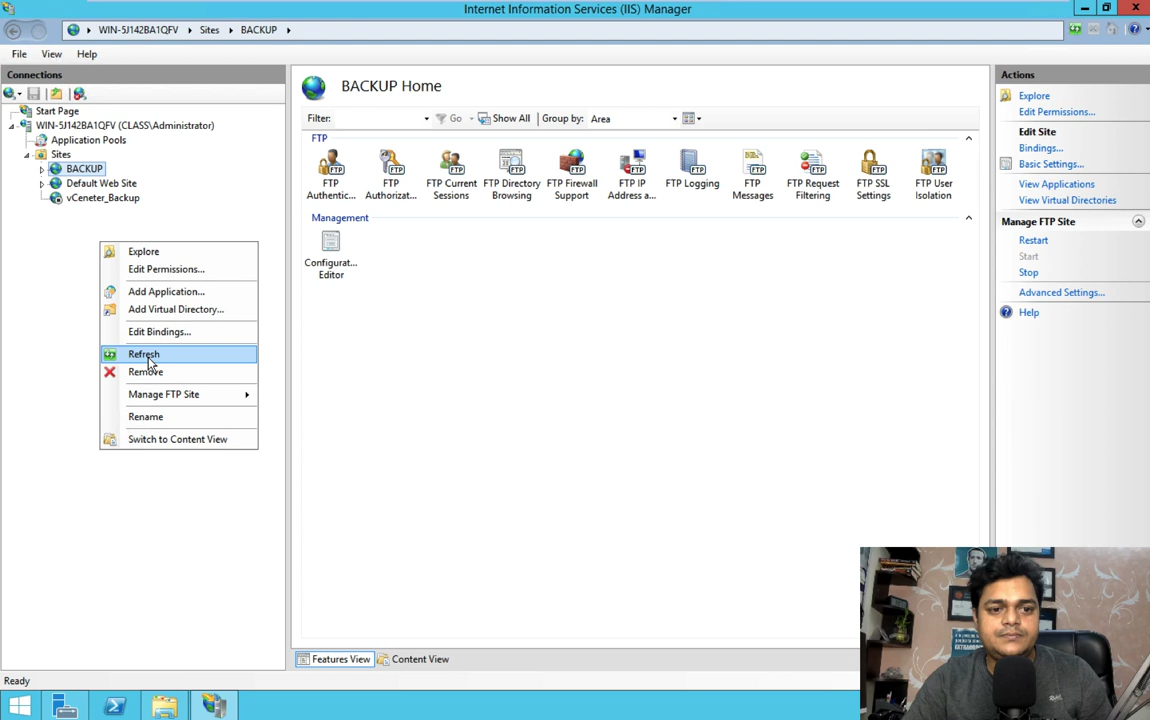 Internet Information Services (IIS) Manager
WIN-5J142BA1QFV
Sites
BACKUP
File
View
Help
Connections
Start Page
WIN-5J142BA1QFV (CLASS\Administrator)
Application Pools
Sites
BACKUP
Default Web Site
vCeneter_Backup
Explore
Edit Permissions...
Add Application...
Add Virtual Directory...
Edit Bindings...
Refresh
Remove
Manage FTP Site
Rename
Switch to Content View
BACKUP Home
Filter:
Go
Show All
Group by:
Area
FTP
FTP
Authentic...
FTP
Authorizat...
FTP Current
Sessions
FTP Directory
Browsing
FTP Firewall
Support
FTP IP
Address a...
FTP Logging
FTP
Messages
FTP Request
Filtering
FTP SSL
Settings
FTP User
Isolation
Management
Configurat...
Editor
Features View
Content View
Actions
Explore
Edit Permissions...
Edit Site
Bindings...
Basic Settings...
View Applications
View Virtual Directories
Manage FTP Site
Restart
Start
Stop
Advanced Settings...
Help
Ready